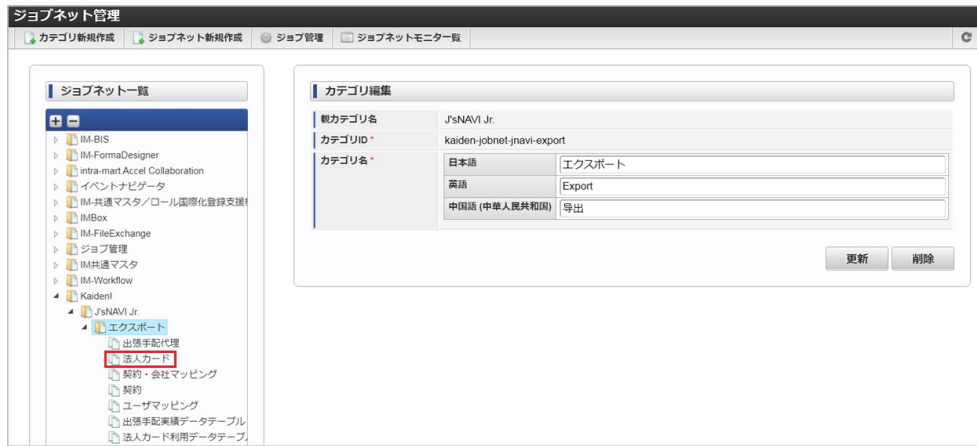 ジョブネット管理
カテゴリ新規作成 ジョブネット新規作成 ジョブ管理 ジョブネットモニター覧
ジョブネット一覧
IM-BIS
IM-FormaDesigner
intra-mart Accel Collaboration
イベントナビゲータ
IM-共通マスタ／ロール国際化登録支援
IMBox
IM-FileExchange
ジョブ管理
IM共通マスタ
IM-Workflow
Kaiden!
J'sNAVI Jr.
エクスポート
出張手配代理
法人カード
契約・会社マッピング
契約
ユーザマッピング
出張手配実績データテーブル
法人カード利用データテーブ
カテゴリ編集
親カテゴリ名 J'sNAVI Jr.
カテゴリID * kaiden-jobnet-jnavi-export
カテゴリ名 * 日本語 エクスポート
英語 Export
中国語 (中華人民共和国) 导出
更新 削除